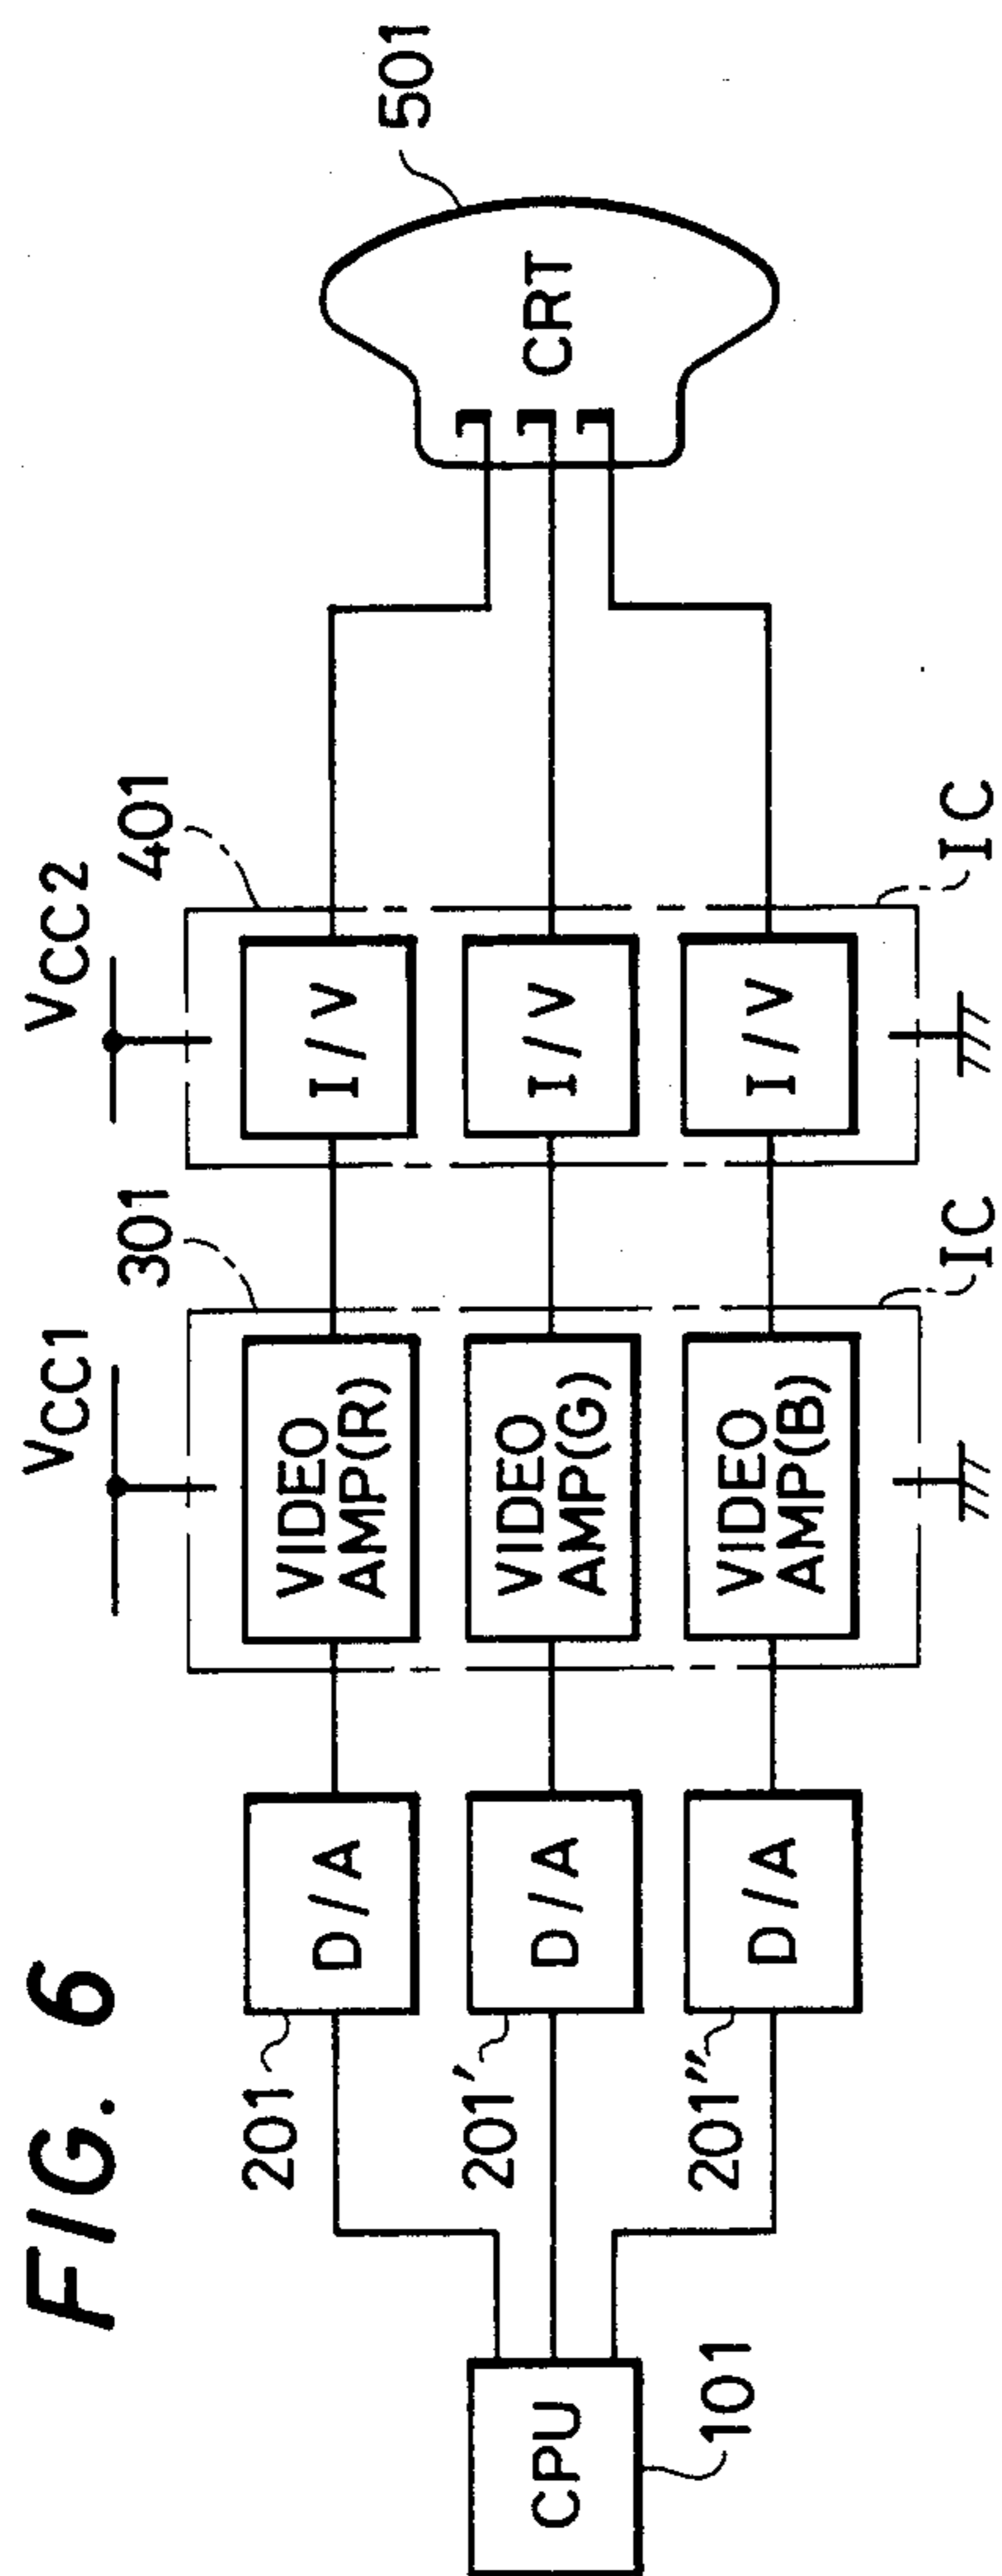 FIG. 6
VCC1
VCC2
301
401
501
201
D/A
VIDEO
AMP(R)
I/V
CPU
101
201'
D/A
VIDEO
AMP(G)
I/V
CRT
201"
D/A
VIDEO
AMP(B)
I/V
IC
IC